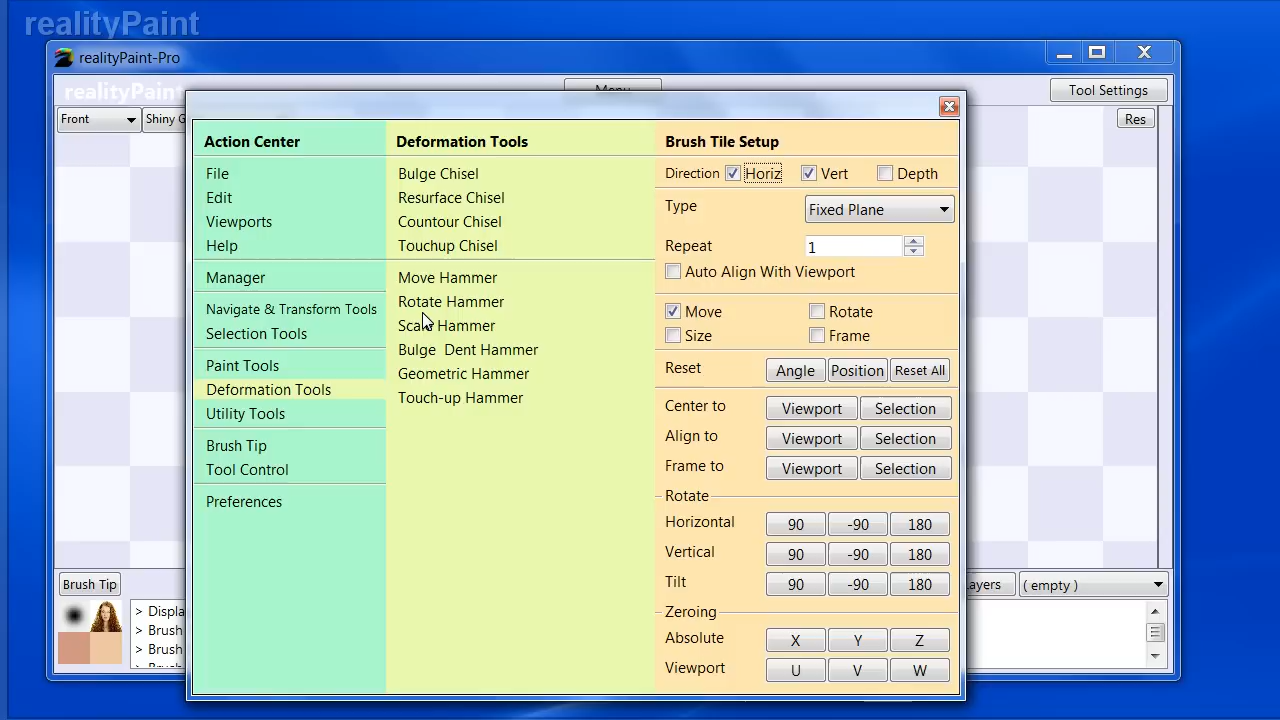 realityPaint
realityPaint-Pro
realityPaint
Menu
Tool Settings
Front
Shiny G
Res
Action Center
File
Edit
Viewports
Help
Manager
Navigate & Transform Tools
Selection Tools
Paint Tools
Deformation Tools
Utility Tools
Brush Tip
Tool Control
Preferences
Deformation Tools
Bulge Chisel
Resurface Chisel
Countour Chisel
Touchup Chisel
Move Hammer
Rotate Hammer
Scale Hammer
Bulge Dent Hammer
Geometric Hammer
Touch-up Hammer
Brush Tile Setup
Direction Horiz Vert Depth
Type Fixed Plane
Repeat 1
Auto Align With Viewport
Move Rotate
Size Frame
Reset Angle Position Reset All
Center to Viewport Selection
Align to Viewport Selection
Frame to Viewport Selection
Rotate
Horizontal 90 -90 180
Vertical 90 -90 180
Tilt 90 -90 180
Zeroing
Absolute X Y Z
Viewport U V W
Brush Tip
ayers ( empty )
> Displa
> Brush
> Brush